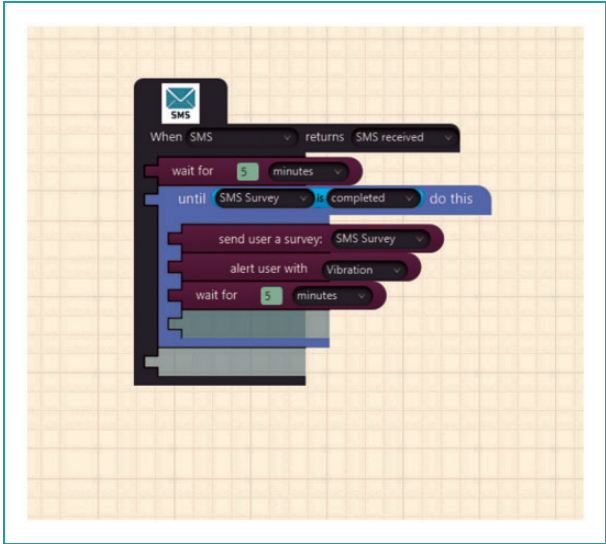 SMS
When SMS returns SMS received
wait for 5 minutes
until SMS Survey is completed do this
send user a survey: SMS Survey
alert user with Vibration
wait for 5 minutes